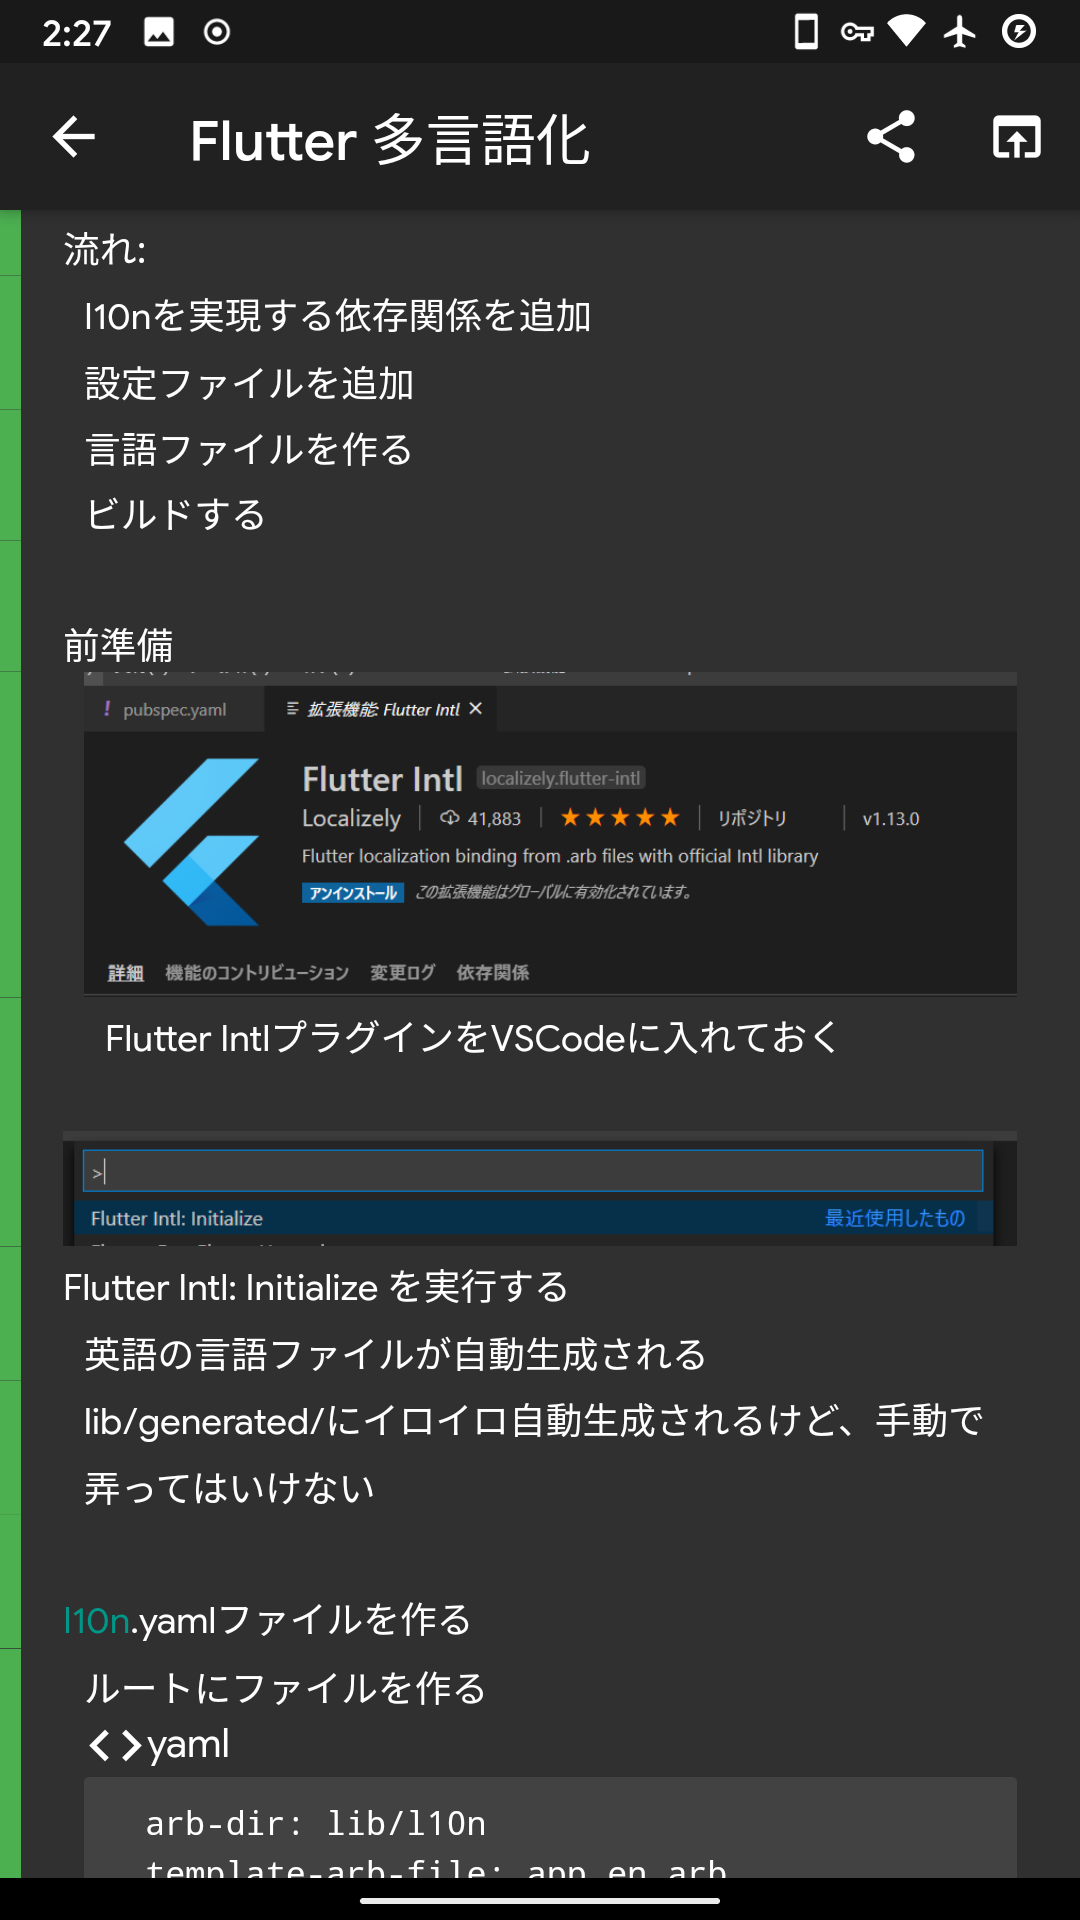 2:27
Flutter 多言語化
流れ:
l10nを実現する依存関係を追加
設定ファイルを追加
言語ファイルを作る
ビルドする
前準備
! pubspec.yaml 拡張機能: Flutter Intl ✕
Flutter Intl localizely.flutter-intl
Localizely 41,883 ★★★★★ リポジトリ v1.13.0
Flutter localization binding from .arb files with official Intl library
アンインストール この拡張機能はグローバルに有効化されています。
詳細 機能のコントリビューション 変更ログ 依存関係
Flutter IntlプラグインをVSCodeに入れておく
>
Flutter Intl: Initialize 最近使用したもの
Flutter Intl: Initialize を実行する
英語の言語ファイルが自動生成される
lib/generated/にイロイロ自動生成されるけど、手動で
弄ってはいけない
l10n.yamlファイルを作る
ルートにファイルを作る
<>yaml
arb-dir: lib/l10n
template-arb-file: app_en.arb